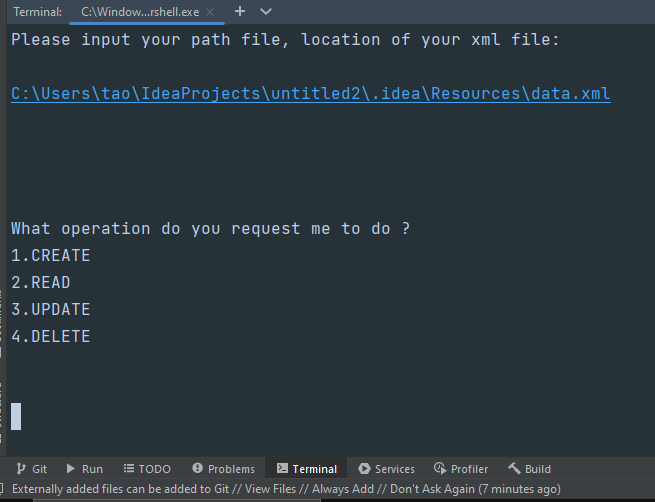 Terminal: C:\Window...rshell.exe × +
Please input your path file, location of your xml file:
C:\Users\tao\IdeaProjects\untitled2\.idea\Resources\data.xml
What operation do you request me to do ?
1.CREATE
2.READ
3.UPDATE
4.DELETE
Git Run TODO Problems Terminal Services Profiler Build
Externally added files can be added to Git // View Files // Always Add // Don't Ask Again (7 minutes ago)